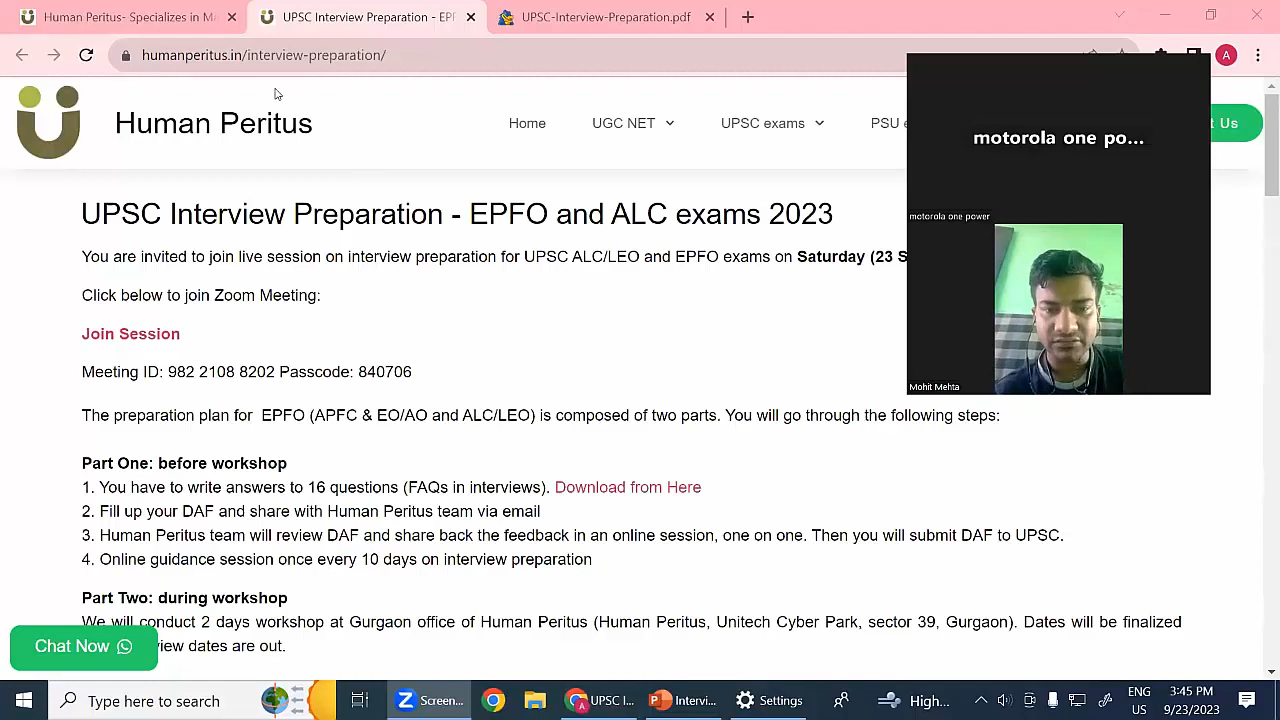 Human Peritus- Specializes in M
UPSC Interview Preparation - EPF
UPSC-Interview-Preparation.pdf
humanperitus.in/interview-preparation/
A
Human Peritus
Home
UGC NET
UPSC exams
PSU e
t Us
motorola one po...
motorola one power
Mohit Mehta
UPSC Interview Preparation - EPFO and ALC exams 2023
You are invited to join live session on interview preparation for UPSC ALC/LEO and EPFO exams on Saturday (23 S
Click below to join Zoom Meeting:
Join Session
Meeting ID: 982 2108 8202 Passcode: 840706
The preparation plan for EPFO (APFC & EO/AO and ALC/LEO) is composed of two parts. You will go through the following steps:
Part One: before workshop
1. You have to write answers to 16 questions (FAQs in interviews). Download from Here
2. Fill up your DAF and share with Human Peritus team via email
3. Human Peritus team will review DAF and share back the feedback in an online session, one on one. Then you will submit DAF to UPSC.
4. Online guidance session once every 10 days on interview preparation
Part Two: during workshop
We will conduct 2 days workshop at Gurgaon office of Human Peritus (Human Peritus, Unitech Cyber Park, sector 39, Gurgaon). Dates will be finalized
view dates are out.
Chat Now
Type here to search
Screen...
UPSC I...
Intervi...
Settings
High...
ENG
US
3:45 PM
9/23/2023